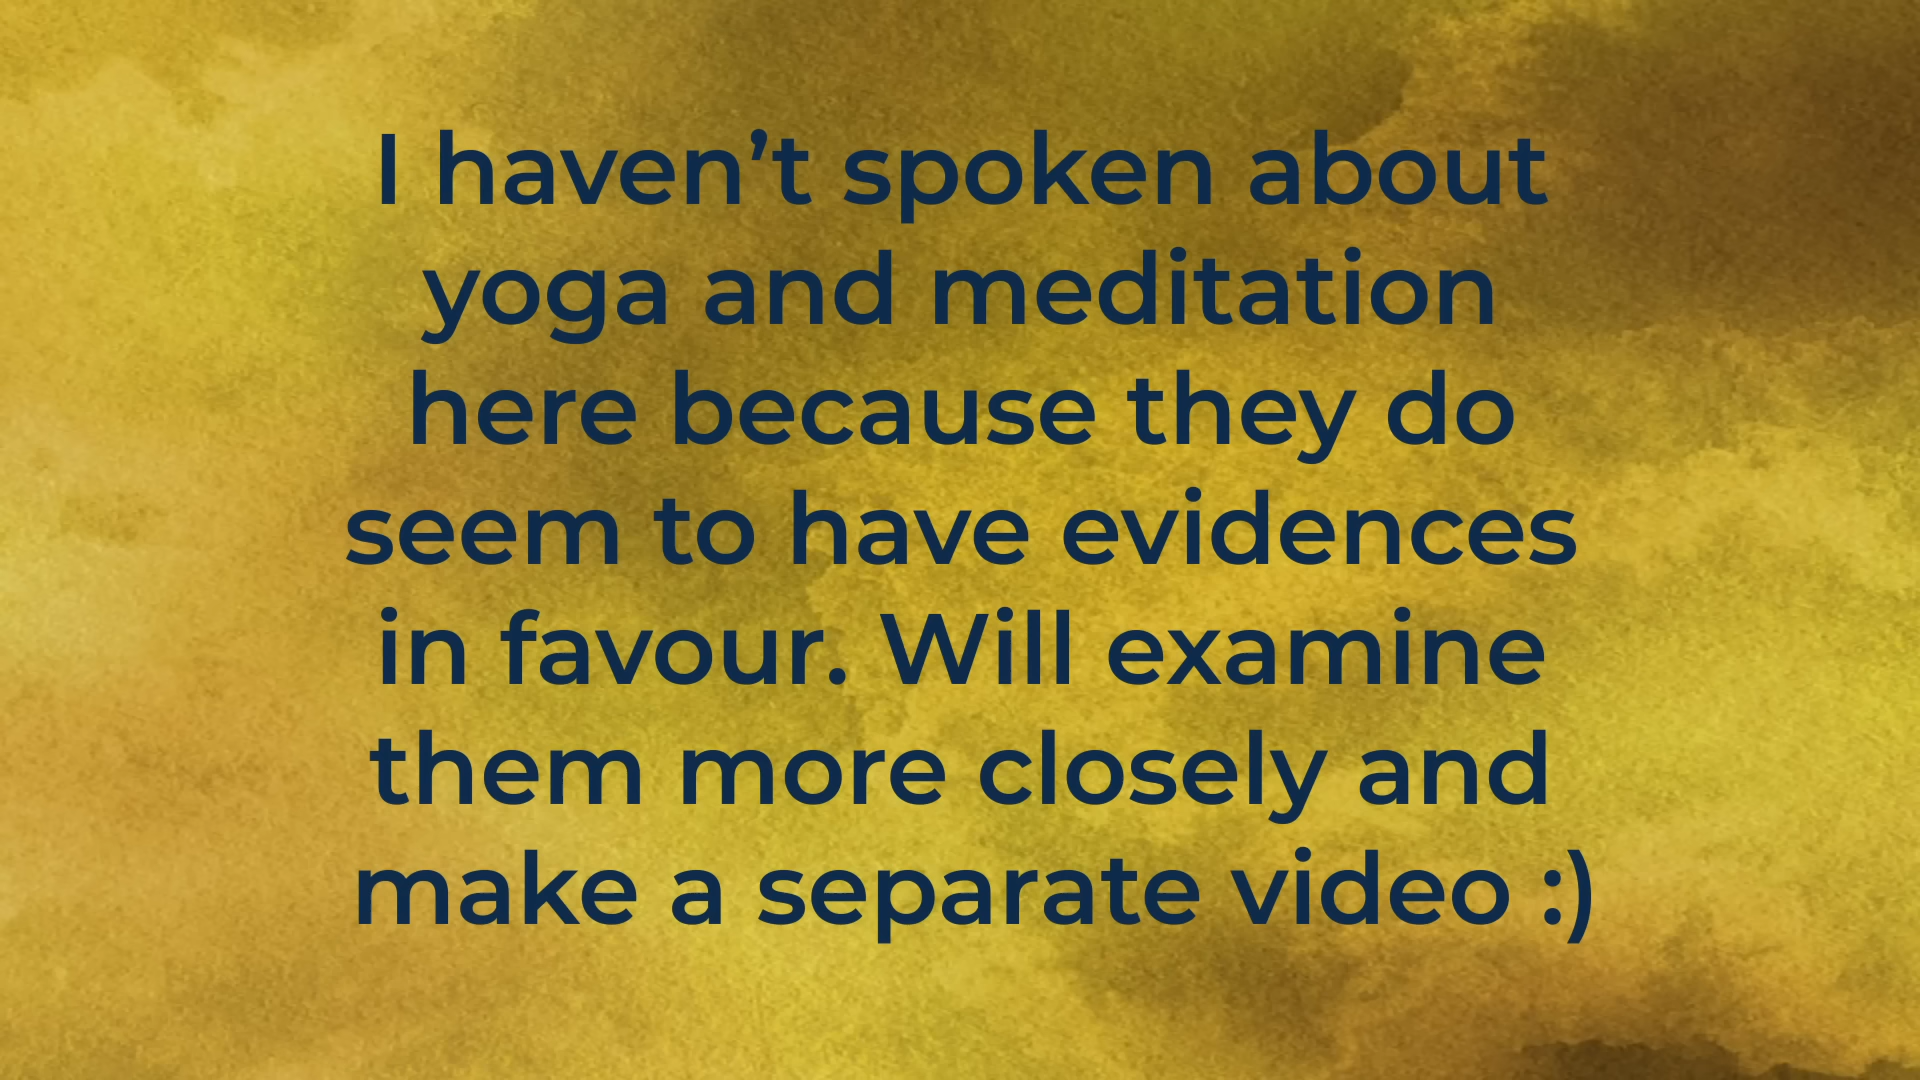 I haven’t spoken about
yoga and meditation
here because they do
seem to have evidences
in favour. Will examine
them more closely and
make a separate video :)